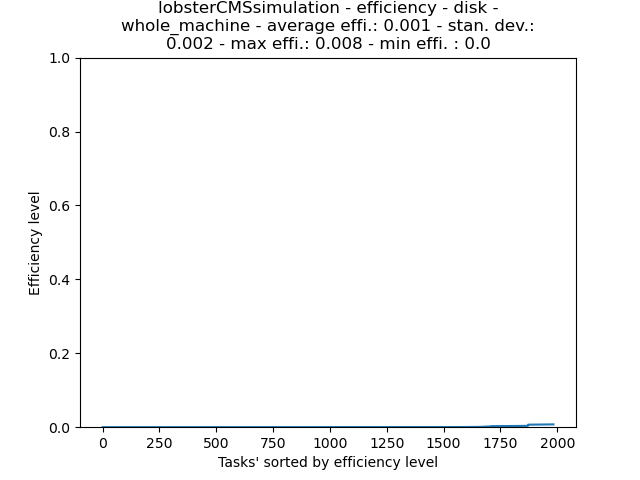 lobsterCMSsimulation - efficiency - disk -
whole_machine - average effi.: 0.001 - stan. dev.:
0.002 - max effi.: 0.008 - min effi. : 0.0
1.0
0.8
0.6
0.4
0.2
0.0
Efficiency level
0 250 500 750 1000 1250 1500 1750 2000
Tasks' sorted by efficiency level